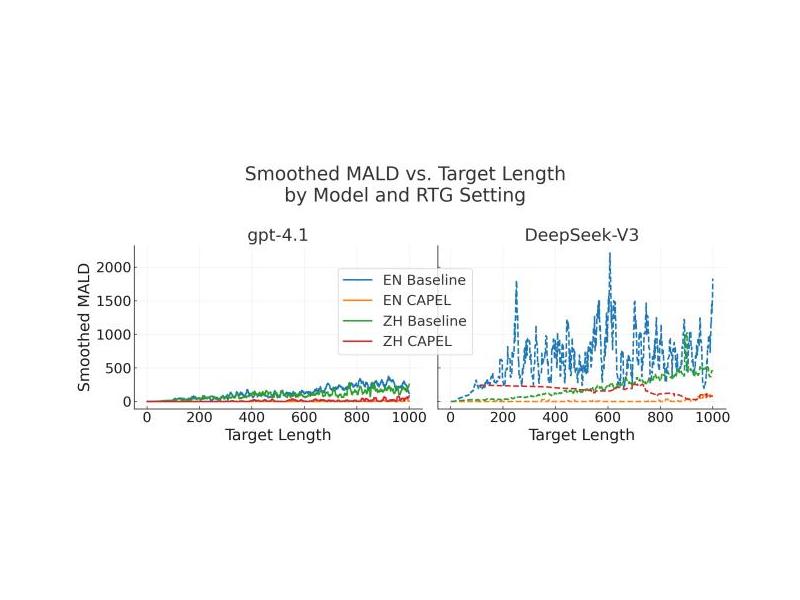 Smoothed MALD vs. Target Length
by Model and RTG Setting
gpt-4.1
DeepSeek-V3
Smoothed MALD
2000
1500
1000
500
0
EN Baseline
EN CAPEL
ZH Baseline
ZH CAPEL
0 200 400 600 800 1000
0 200 400 600 800 1000
Target Length
Target Length